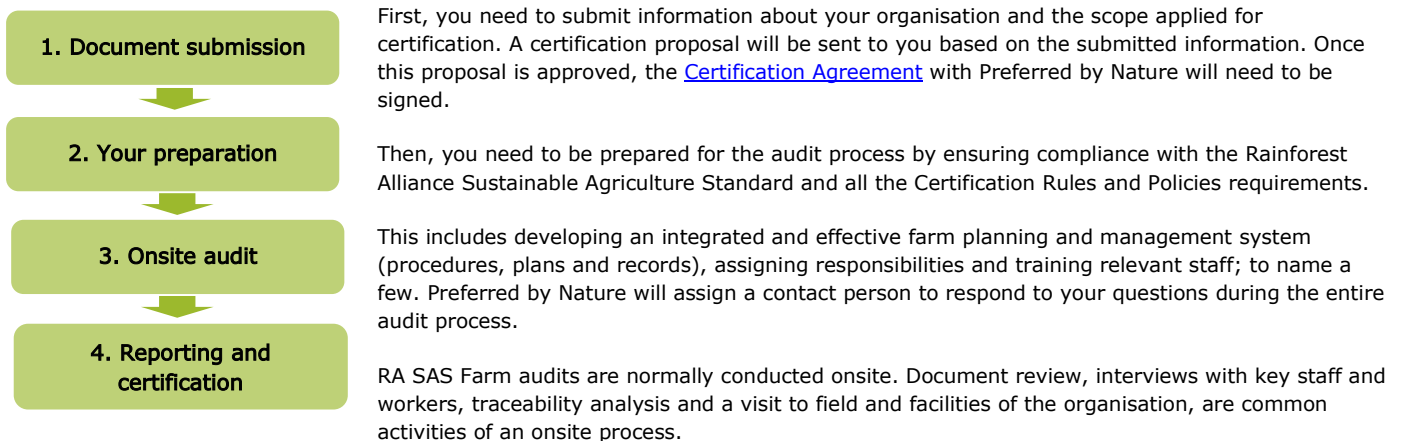 1. Document submission
2. Your preparation
3. Onsite audit
4. Reporting and
certification
First, you need to submit information about your organisation and the scope applied for
certification. A certification proposal will be sent to you based on the submitted information. Once
this proposal is approved, the Certification Agreement with Preferred by Nature will need to be
signed.
Then, you need to be prepared for the audit process by ensuring compliance with the Rainforest
Alliance Sustainable Agriculture Standard and all the Certification Rules and Policies requirements.
This includes developing an integrated and effective farm planning and management system
(procedures, plans and records), assigning responsibilities and training relevant staff; to name a
few. Preferred by Nature will assign a contact person to respond to your questions during the entire
audit process.
RA SAS Farm audits are normally conducted onsite. Document review, interviews with key staff and
workers, traceability analysis and a visit to field and facilities of the organisation, are common
activities of an onsite process.